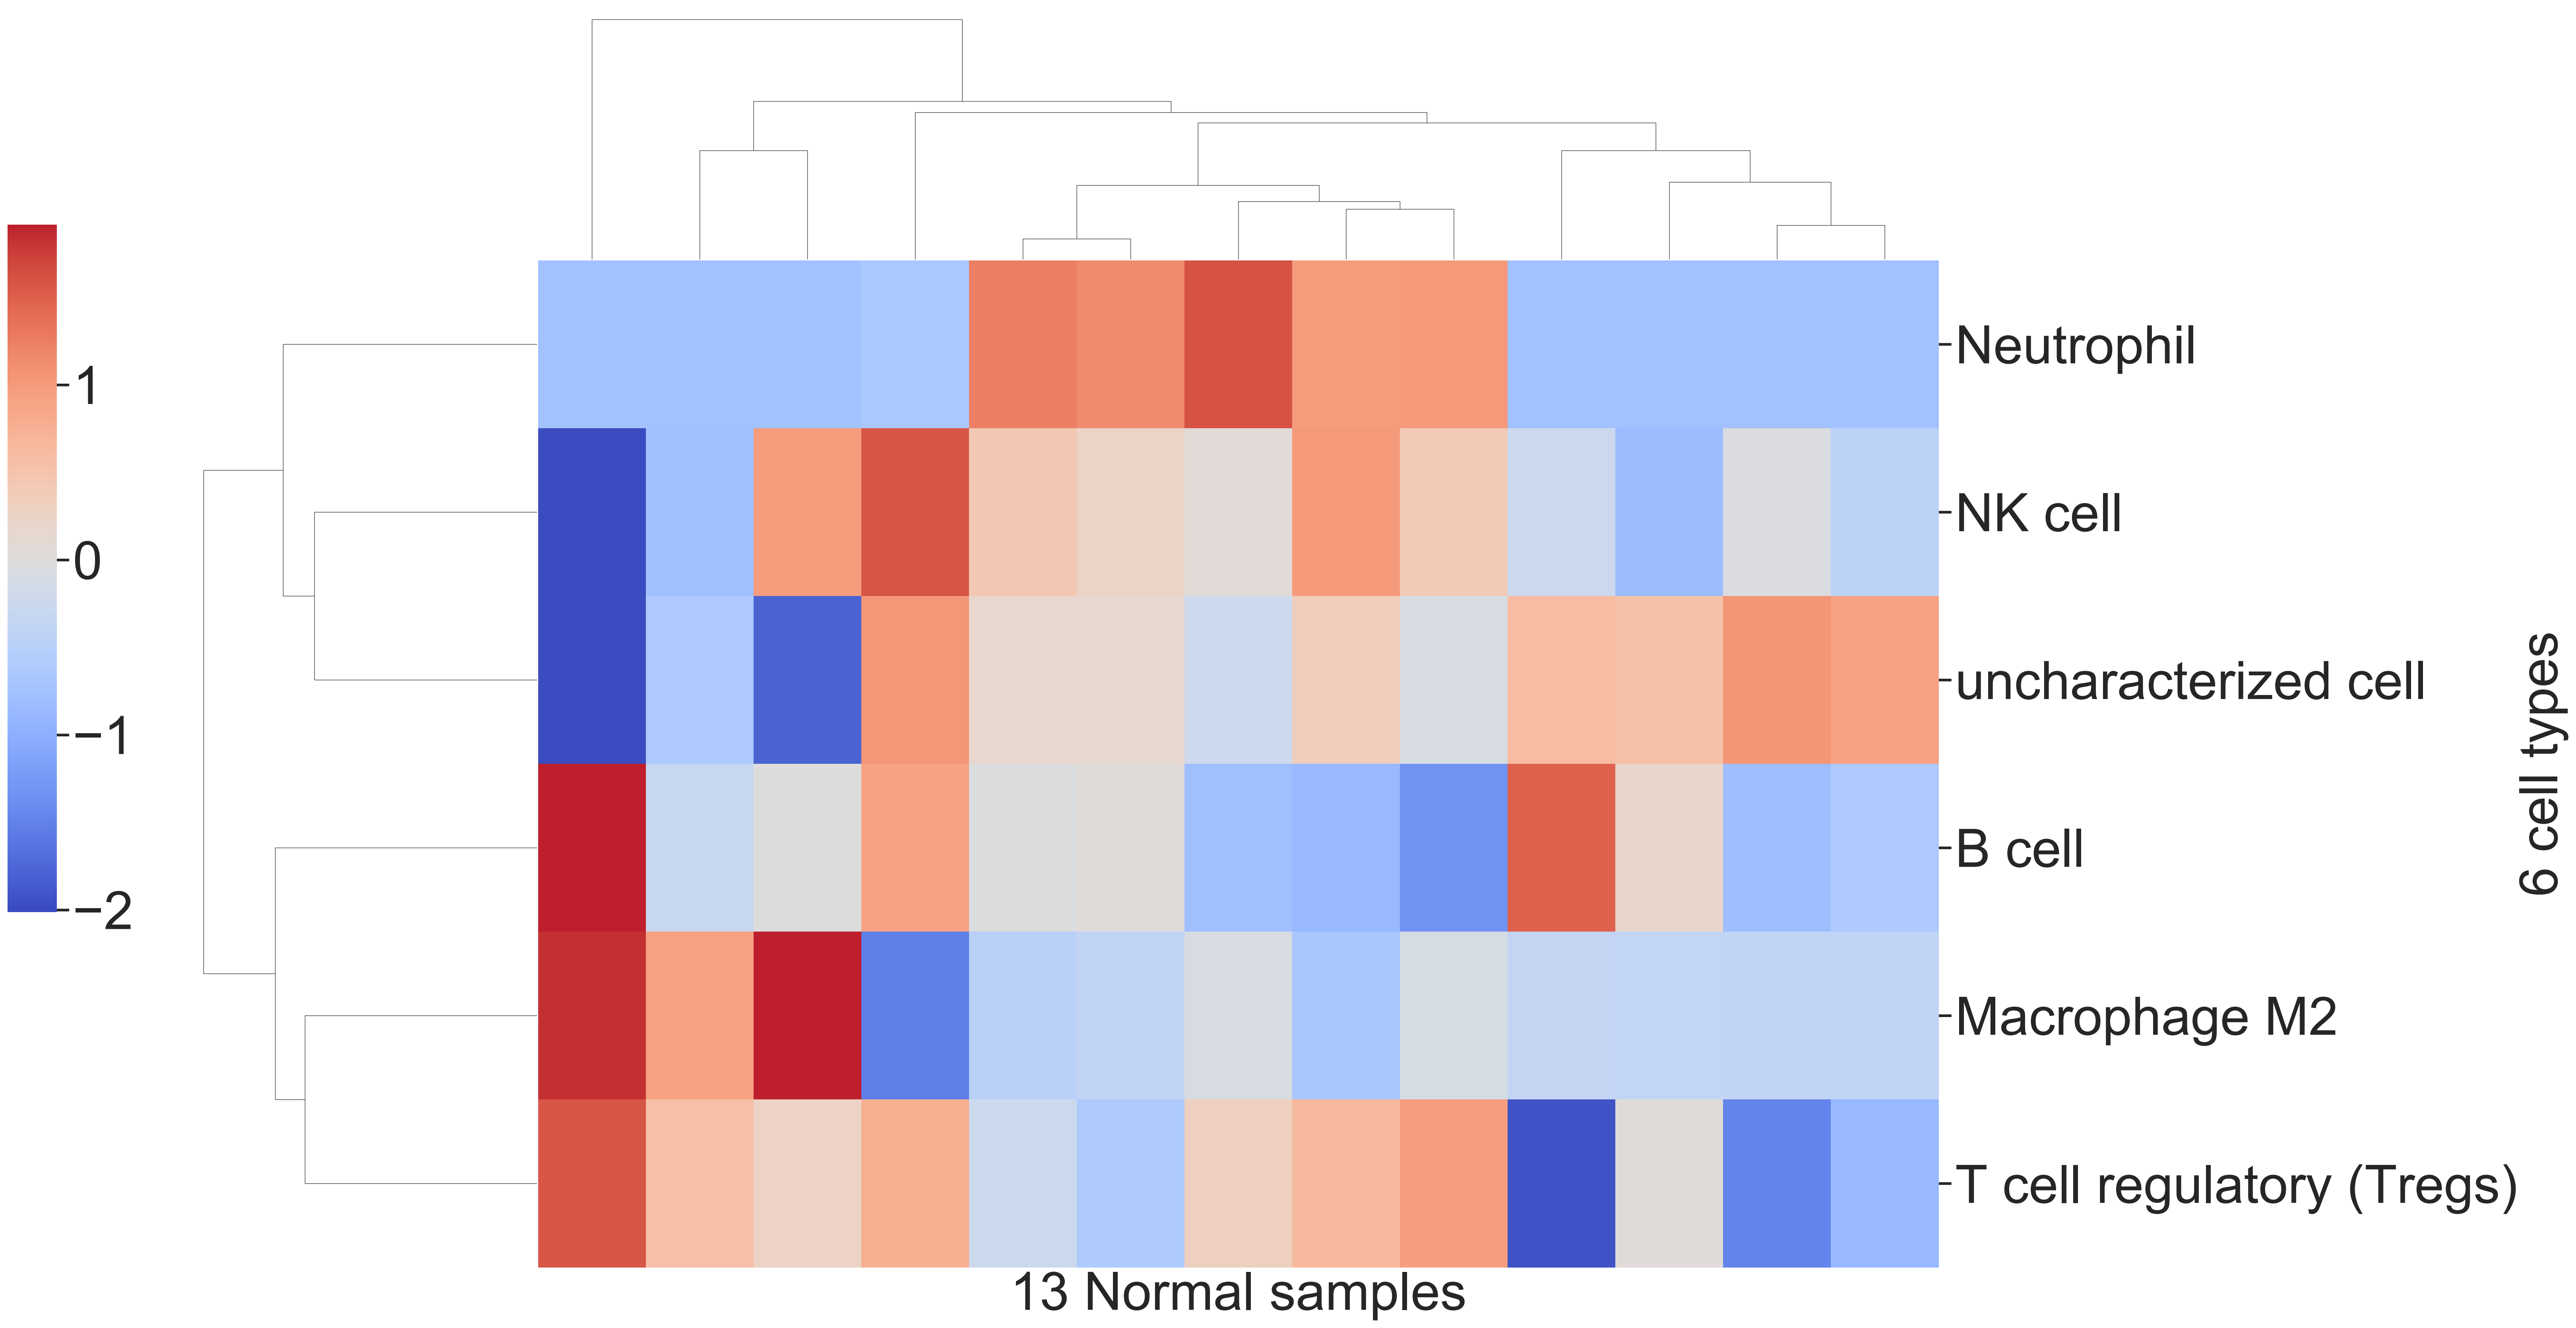 1
0
−1
−2
Neutrophil
NK cell
uncharacterized cell
B cell
Macrophage M2
T cell regulatory (Tregs)
6 cell types
13 Normal samples